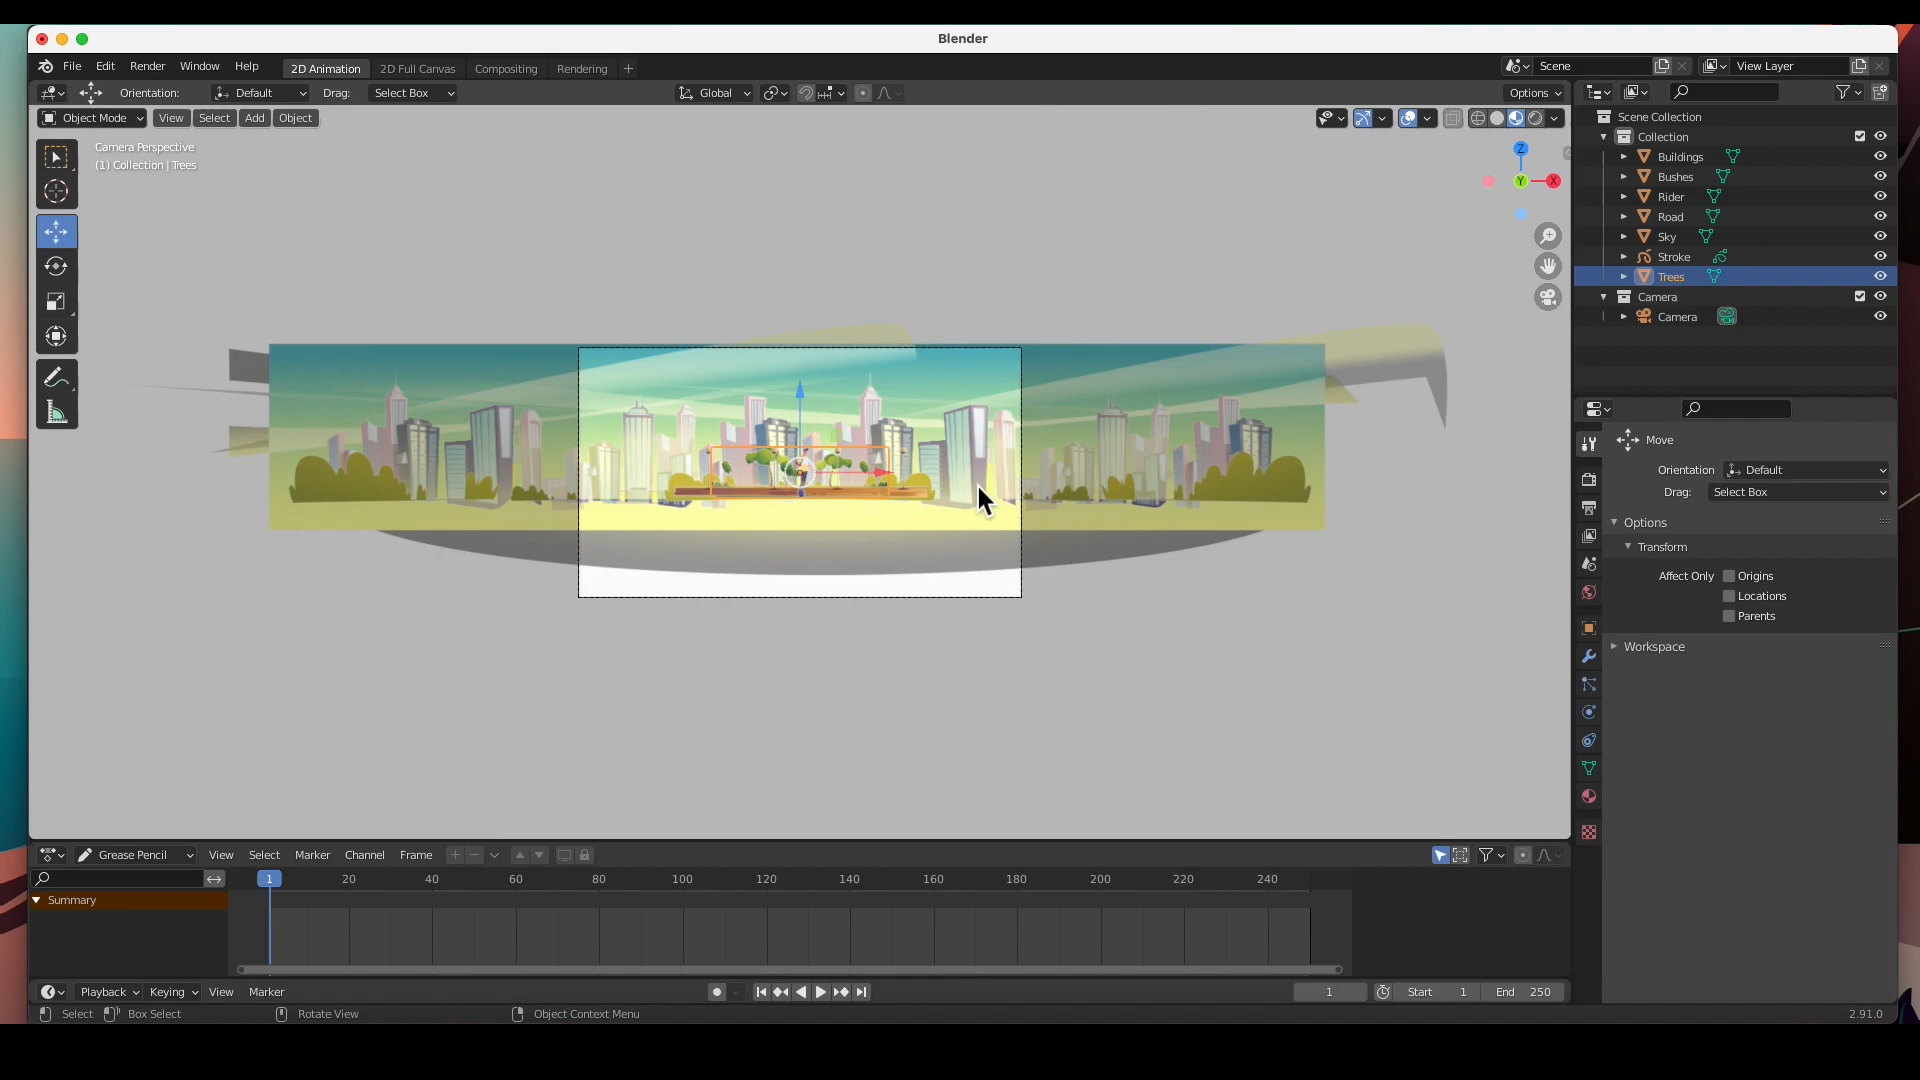 Blender
File Edit Render Window Help 2D Animation 2D Full Canvas Compositing Rendering + Scene View Layer
Orientation: Default Drag: Select Box Global Options
Object Mode View Select Add Object
Camera Perspective
(1) Collection | Trees
Z
Y
X
Scene Collection
Collection
Buildings
Bushes
Rider
Road
Sky
Stroke
Trees
Camera
Camera
Move
Orientation Default
Drag: Select Box
Options
Transform
Affect Only Origins
Locations
Parents
Workspace
Grease Pencil View Select Marker Channel Frame
1 20 40 60 80 100 120 140 160 180 200 220 240
Summary
Playback Keying View Marker 1 Start 1 End 250
Select Box Select Rotate View Object Context Menu 2.91.0